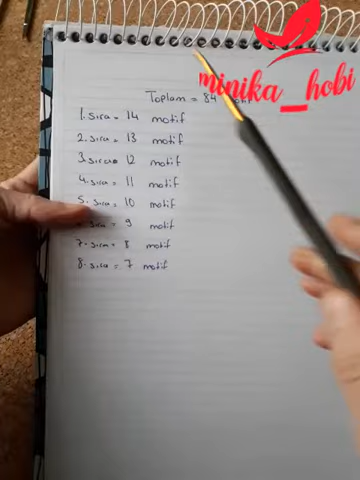 minika_hobi
Toplam = 84
1. sıra = 14 motif
2. sıra = 13 motif
3. sıra = 12 motif
4. sıra = 11 motif
5. sıra = 10 motif
sıra = 9 motif
7. sıra = 8 motif
8. sıra = 7 motif